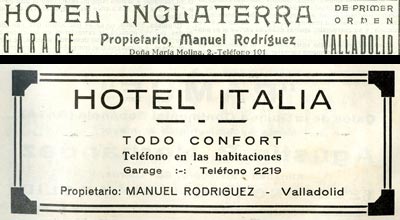 HOTEL INGLATERRA DE PRIMER ORDEN
GARAGE Propietario, Manuel Rodríguez VALLADOLID
Doña María Molina, 2.-Teléfono 101
HOTEL ITALIA
TODO CONFORT
Teléfono en las habitaciones
Garage :-: Teléfono 2219
Propietario: MANUEL RODRIGUEZ - Valladolid